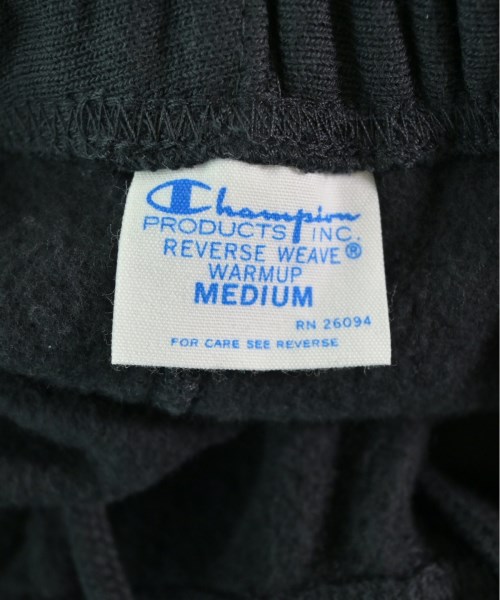 Champion
PRODUCTS INC.
REVERSE WEAVE®
WARMUP
MEDIUM
RN 26094
FOR CARE SEE REVERSE